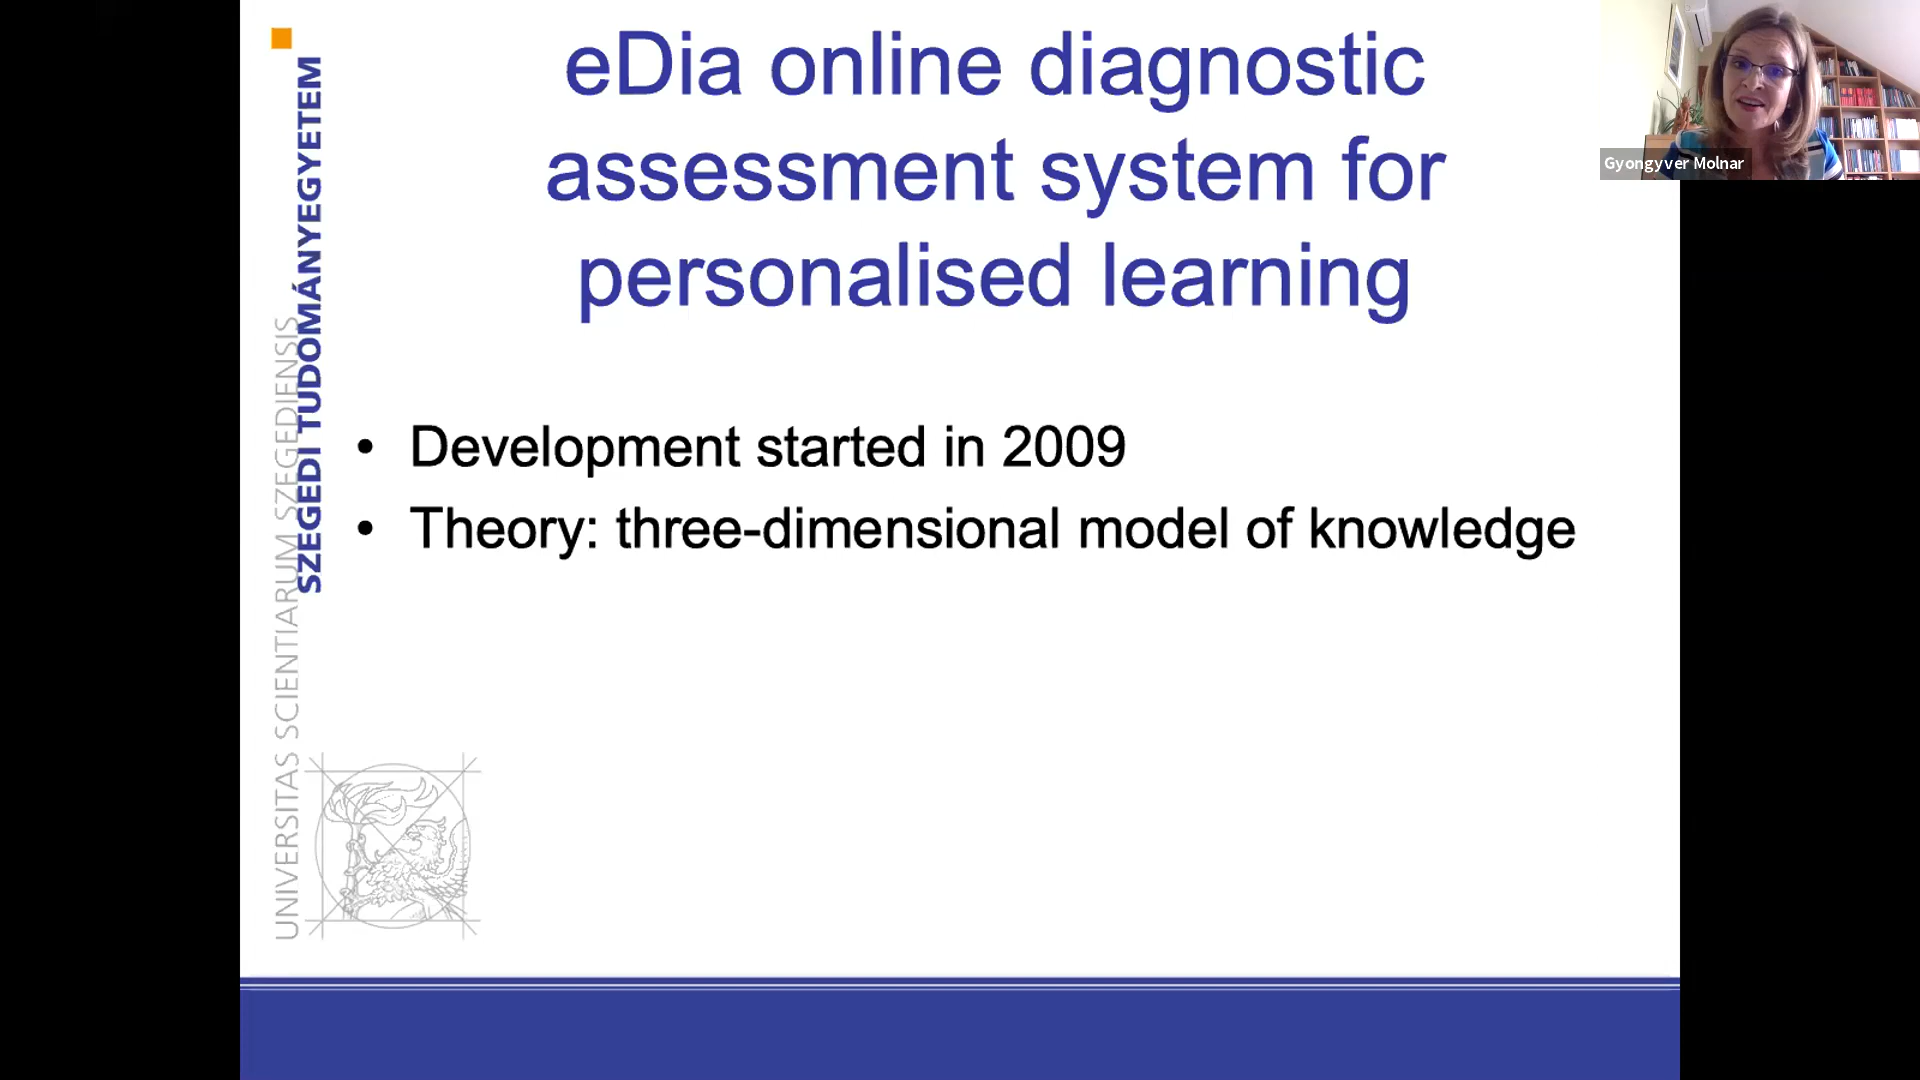 eDia online diagnostic
assessment system for
personalised learning
• Development started in 2009
• Theory: three-dimensional model of knowledge
SZEGEDI TUDOMÁNYEGYETEM
UNIVERSITAS SCIENTIARUM SZEGEDIENSIS
Gyongyver Molnar